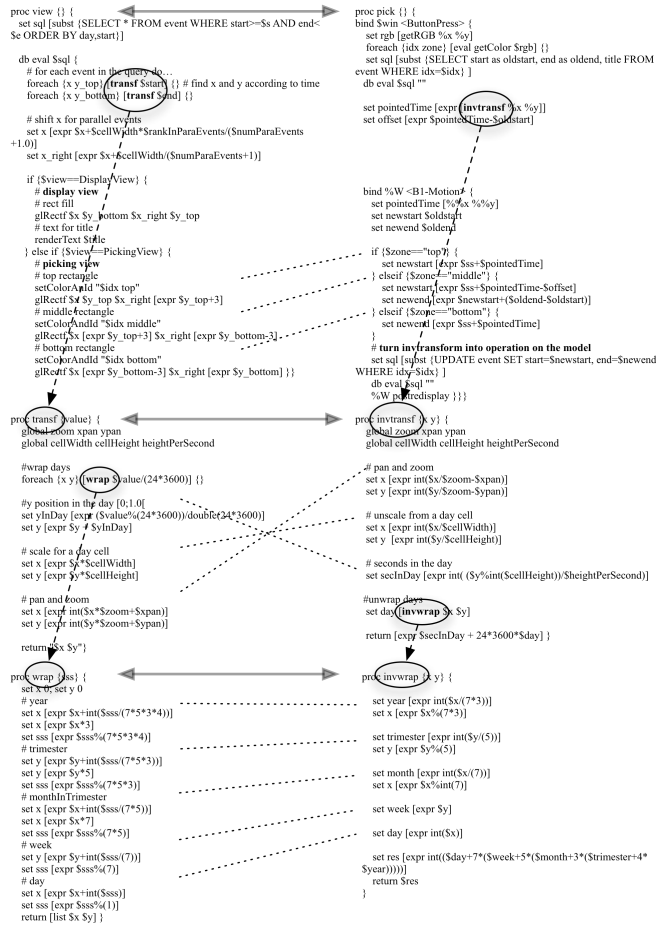 proc view {} {
set sql [subst {SELECT * FROM event WHERE start>=$s AND end<
$e ORDER BY day,start}]
db eval $sql {
# for each event in the query do…
foreach {x y_top} [transf $start] {} # find x and y according to time
foreach {x y_bottom} [transf $end] {}
# shift x for parallel events
set x [expr $x+$cellWidth*$rankInParaEvents/($numParaEvents
+1.0)]
set x_right [expr $x+$cellWidth/($numParaEvents+1)]
if {$view==DisplayView} {
# display view
# rect fill
glRectf $x $y_bottom $x_right $y_top
# text for title
renderText $title
} else if {$view==PickingView} {
# picking view
# top rectangle
setColorAndId "$idx top"
glRectf $x $y_top $x_right [expr $y_top+3]
# middle rectangle
setColorAndId "$idx middle"
glRectf $x [expr $y_top+3] $x_right [expr $y_bottom-3]
# bottom rectangle
setColorAndId "$idx bottom"
glRectf $x [expr $y_bottom-3] $x_right [expr $y_bottom] }}
proc transf {value} {
global zoom xpan ypan
global cellWidth cellHeight heightPerSecond
#wrap days
foreach {x y} [wrap $value/(24*3600)] {}
#y position in the day [0;1.0[
set yInDay [expr ($value%(24*3600))/double(24*3600)]
set y [expr $y + $yInDay]
# scale for a day cell
set x [expr $x*$cellWidth]
set y [expr $y*$cellHeight]
# pan and zoom
set x [expr int($x*$zoom+$xpan)]
set y [expr int($y*$zoom+$ypan)]
return "$x $y"}
proc wrap {sss} {
set x 0; set y 0
# year
set x [expr $x+int($sss/(7*5*3*4))]
set x [expr $x*3]
set sss [expr $sss%(7*5*3*4)]
# trimester
set y [expr $y+int($sss/(7*5*3))]
set y [expr $y*5]
set sss [expr $sss%(7*5*3)]
# monthInTrimester
set x [expr $x+int($sss/(7*5))]
set x [expr $x*7]
set sss [expr $sss%(7*5)]
# week
set y [expr $y+int($sss/(7))]
set sss [expr $sss%(7)]
# day
set x [expr $x+int($sss)]
set sss [expr $sss%(1)]
return [list $x $y] }
proc pick {} {
bind $win <ButtonPress> {
set rgb [getRGB %x %y]
foreach {idx zone} [eval getColor $rgb] {}
set sql [subst {SELECT start as oldstart, end as oldend, title FROM
event WHERE idx=$idx} ]
db eval $sql ""
set pointedTime [expr [invtransf %x %y]]
set offset [expr $pointedTime-$oldstart]
bind %W <B1-Motion> {
set pointedTime [%%x %%y]
set newstart $oldstart
set newend $oldend
if {$zone=="top"} {
set newstart [expr $ss+$pointedTime]
} elseif {$zone=="middle"} {
set newstart [expr $ss+$pointedTime-$offset]
set newend [expr $newstart+($oldend-$oldstart)]
} elseif {$zone=="bottom"} {
set newend [expr $ss+$pointedTime]
}
# turn invtransform into operation on the model
set sql [subst {UPDATE event SET start=$newstart, end=$newend
WHERE idx=$idx} ]
db eval $sql ""
%W postredisplay }}}
proc invtransf {x y} {
global zoom xpan ypan
global cellWidth cellHeight heightPerSecond
# pan and zoom
set x [expr int($x/$zoom-$xpan)]
set y [expr int($y/$zoom-$ypan)]
# unscale from a day cell
set x [expr int($x/$cellWidth)]
set y [expr int($y/$cellHeight)]
# seconds in the day
set secInDay [expr int( ($y%int($cellHeight))/$heightPerSecond)]
#unwrap days
set day [invwrap $x $y]
return [expr $secInDay + 24*3600*$day] }
proc invwrap {x y} {
set year [expr int($x/(7*3))]
set x [expr $x%(7*3)]
set trimester [expr int(y/(5))]
set y [expr $y%(5)]
set month [expr int($x/(7))]
set x [expr $x%int(7)]
set week [expr $y]
set day [expr int($x)]
set res [expr int(($day+7*($week+5*($month+3*($trimester+4*
$year)))))]
return $res
}